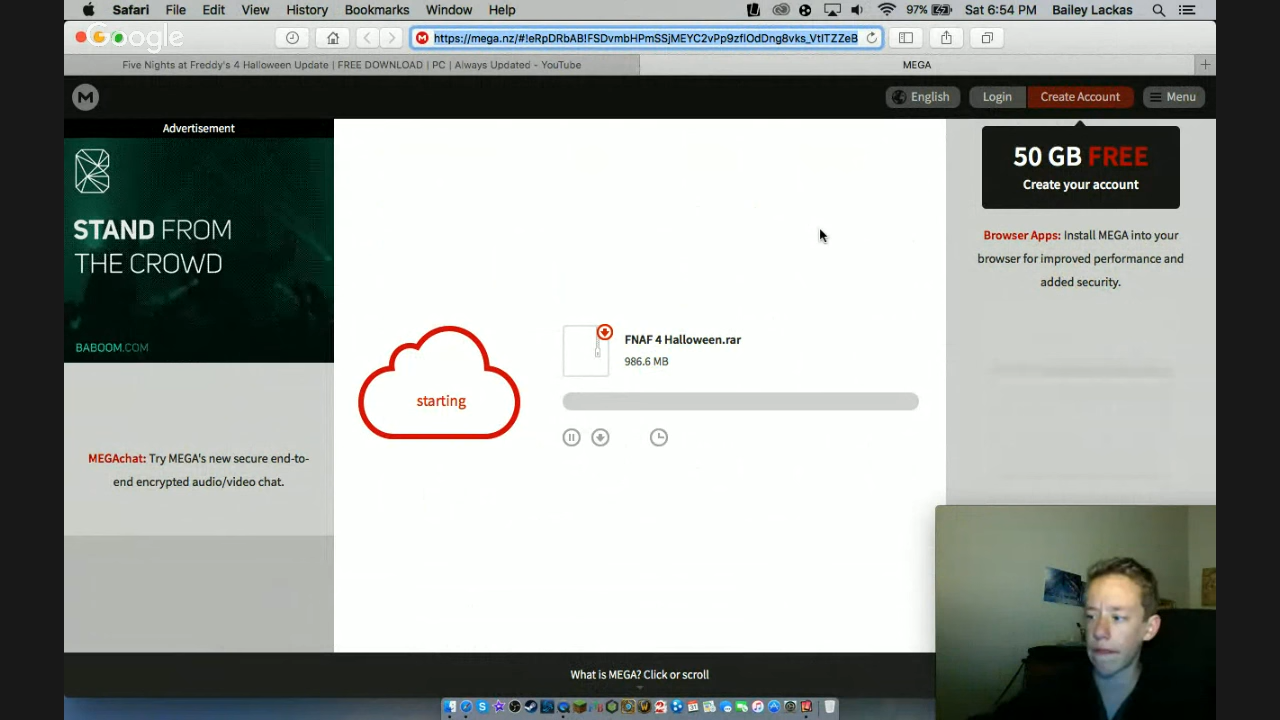 Safari File Edit View History Bookmarks Window Help 97% Sat 6:54 PM Bailey Lackas
Google
https://mega.nz/#!eRpDRbAB!FSDvmbHPmSSjMEYC2vPp9zflOdDng8vks_VtITZZeB
Five Nights at Freddy's 4 Halloween Update | FREE DOWNLOAD | PC | Always Updated - YouTube
MEGA
M
English Login Create Account Menu
Advertisement
STAND FROM
THE CROWD
BABOOM.COM
MEGAchat: Try MEGA's new secure end-to-
end encrypted audio/video chat.
starting
FNAF 4 Halloween.rar
986.6 MB
50 GB FREE
Create your account
Browser Apps: Install MEGA into your
browser for improved performance and
added security.
What is MEGA? Click or scroll